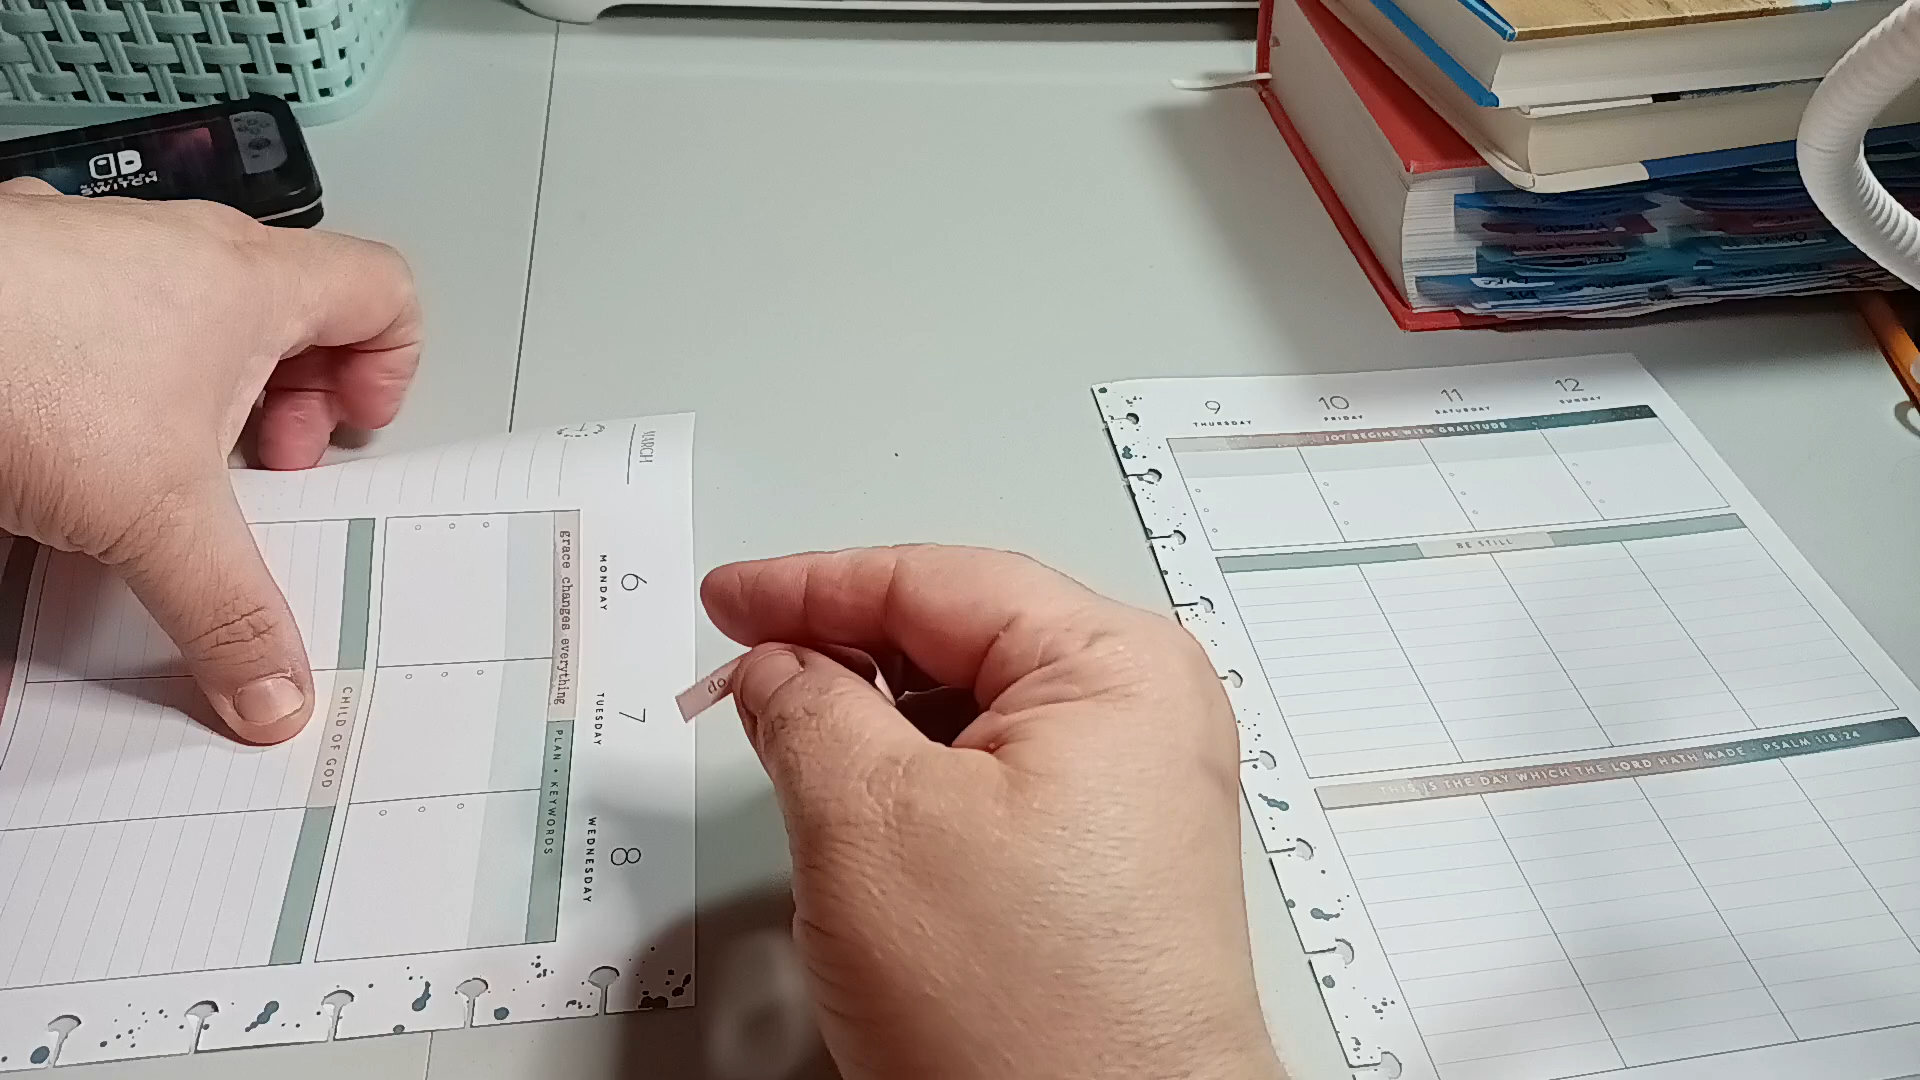 NINTENDO
SWITCH
MARCH
6
MONDAY
7
TUESDAY
8
WEDNESDAY
grace changes everything
PLAN • KEYWORDS
CHILD OF GOD
do
9
THURSDAY
10
FRIDAY
11
SATURDAY
12
SUNDAY
JOY BEGINS WITH GRATITUDE
BE STILL
THIS IS THE DAY WHICH THE LORD HATH MADE - PSALM 118:24